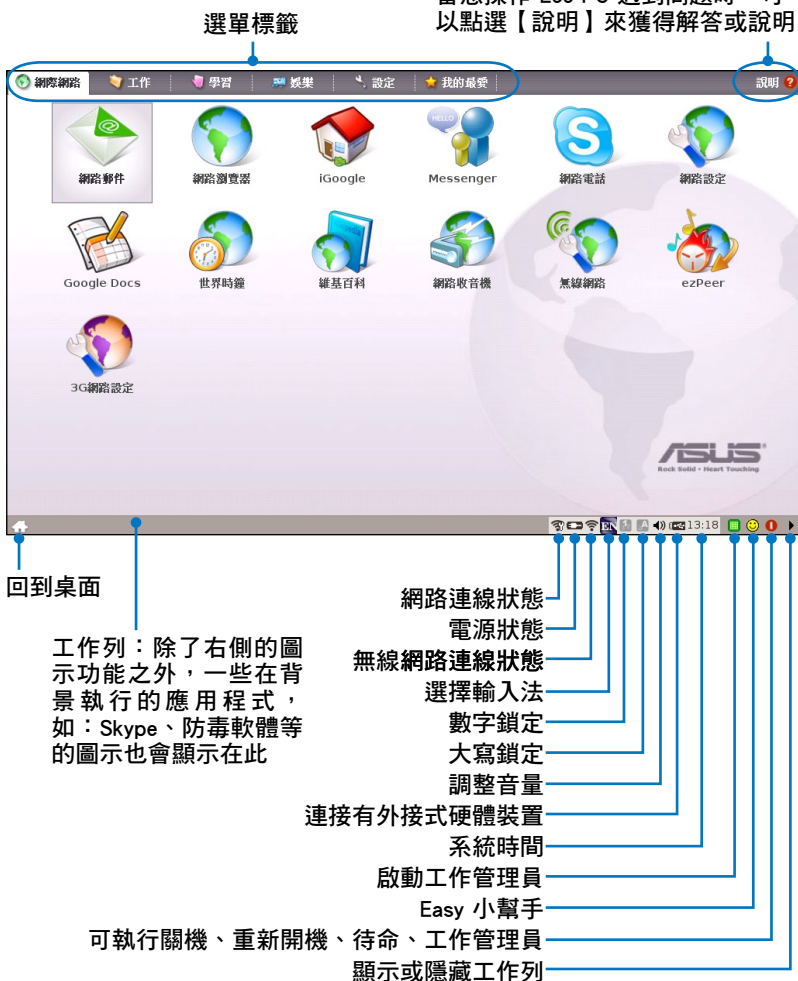 選單標籤
以點選【說明】來獲得解答或說明
網際網路 工作 學習 娛樂 設定 我的最愛 說明
網路郵件 網路瀏覽器 iGoogle Messenger 網路電話 網路設定
HELLO
Google Docs 世界時鐘 維基百科 網路收音機 無線網路 ezPeer
3G網路設定
ASUS
Rock Solid • Heart Touching
EN 13:18
回到桌面
工作列：除了右側的圖
示功能之外，一些在背
景執行的應用程式，
如：Skype、防毒軟體等
的圖示也會顯示在此
網路連線狀態
電源狀態
無線網路連線狀態
選擇輸入法
數字鎖定
大寫鎖定
調整音量
連接有外接式硬體裝置
系統時間
啟動工作管理員
Easy 小幫手
可執行關機、重新開機、待命、工作管理員
顯示或隱藏工作列